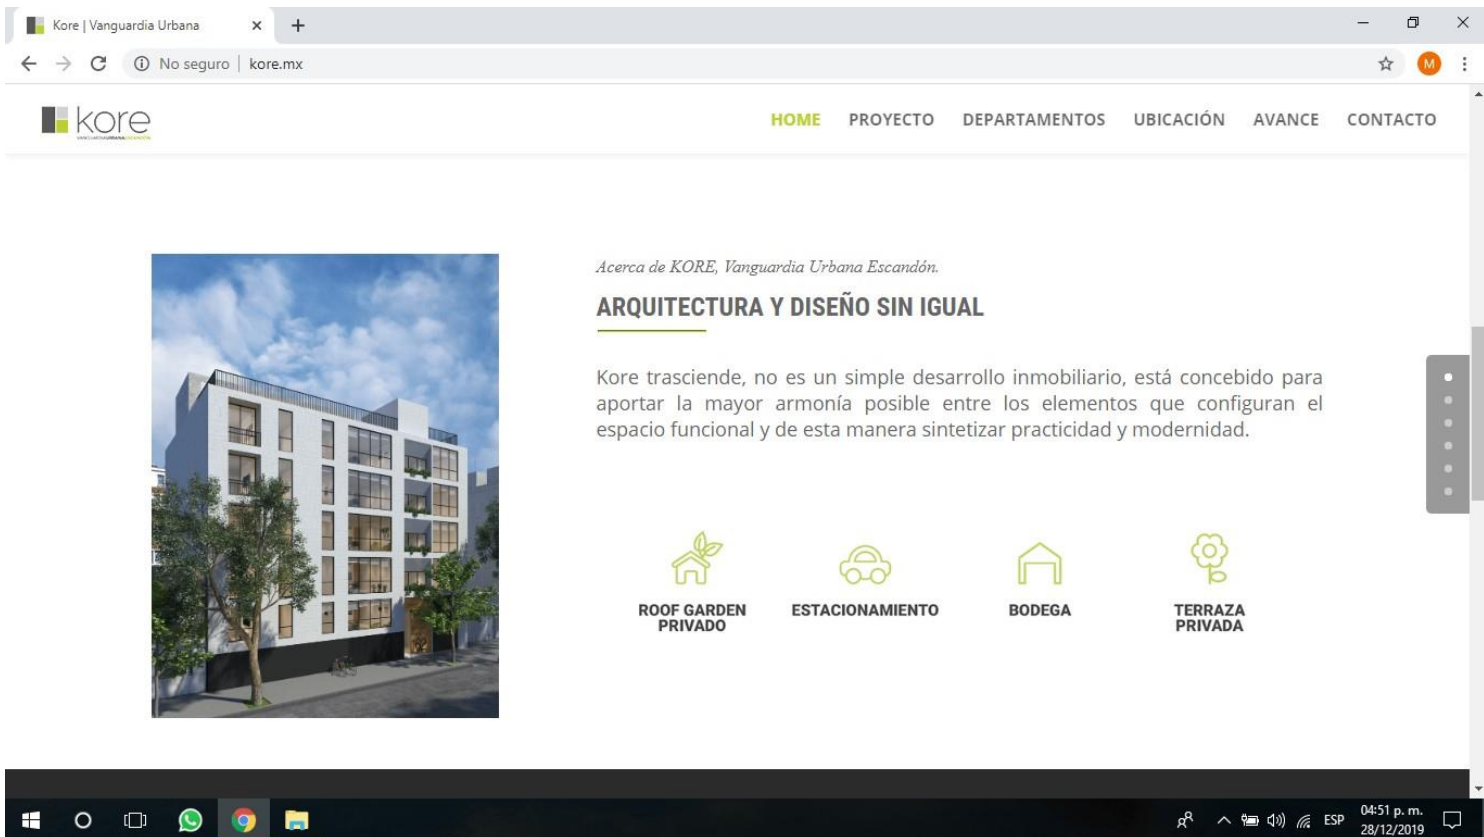 Kore | Vanguardia Urbana
No seguro | kore.mx
M
kore
HOME PROYECTO DEPARTAMENTOS UBICACIÓN AVANCE CONTACTO
Acerca de KORE, Vanguardia Urbana Escandón.
ARQUITECTURA Y DISEÑO SIN IGUAL
Kore trasciende, no es un simple desarrollo inmobiliario, está concebido para
aportar la mayor armonía posible entre los elementos que configuran el
espacio funcional y de esta manera sintetizar practicidad y modernidad.
ROOF GARDEN
PRIVADO
ESTACIONAMIENTO
BODEGA
TERRAZA
PRIVADA
ESP
04:51 p. m.
28/12/2019